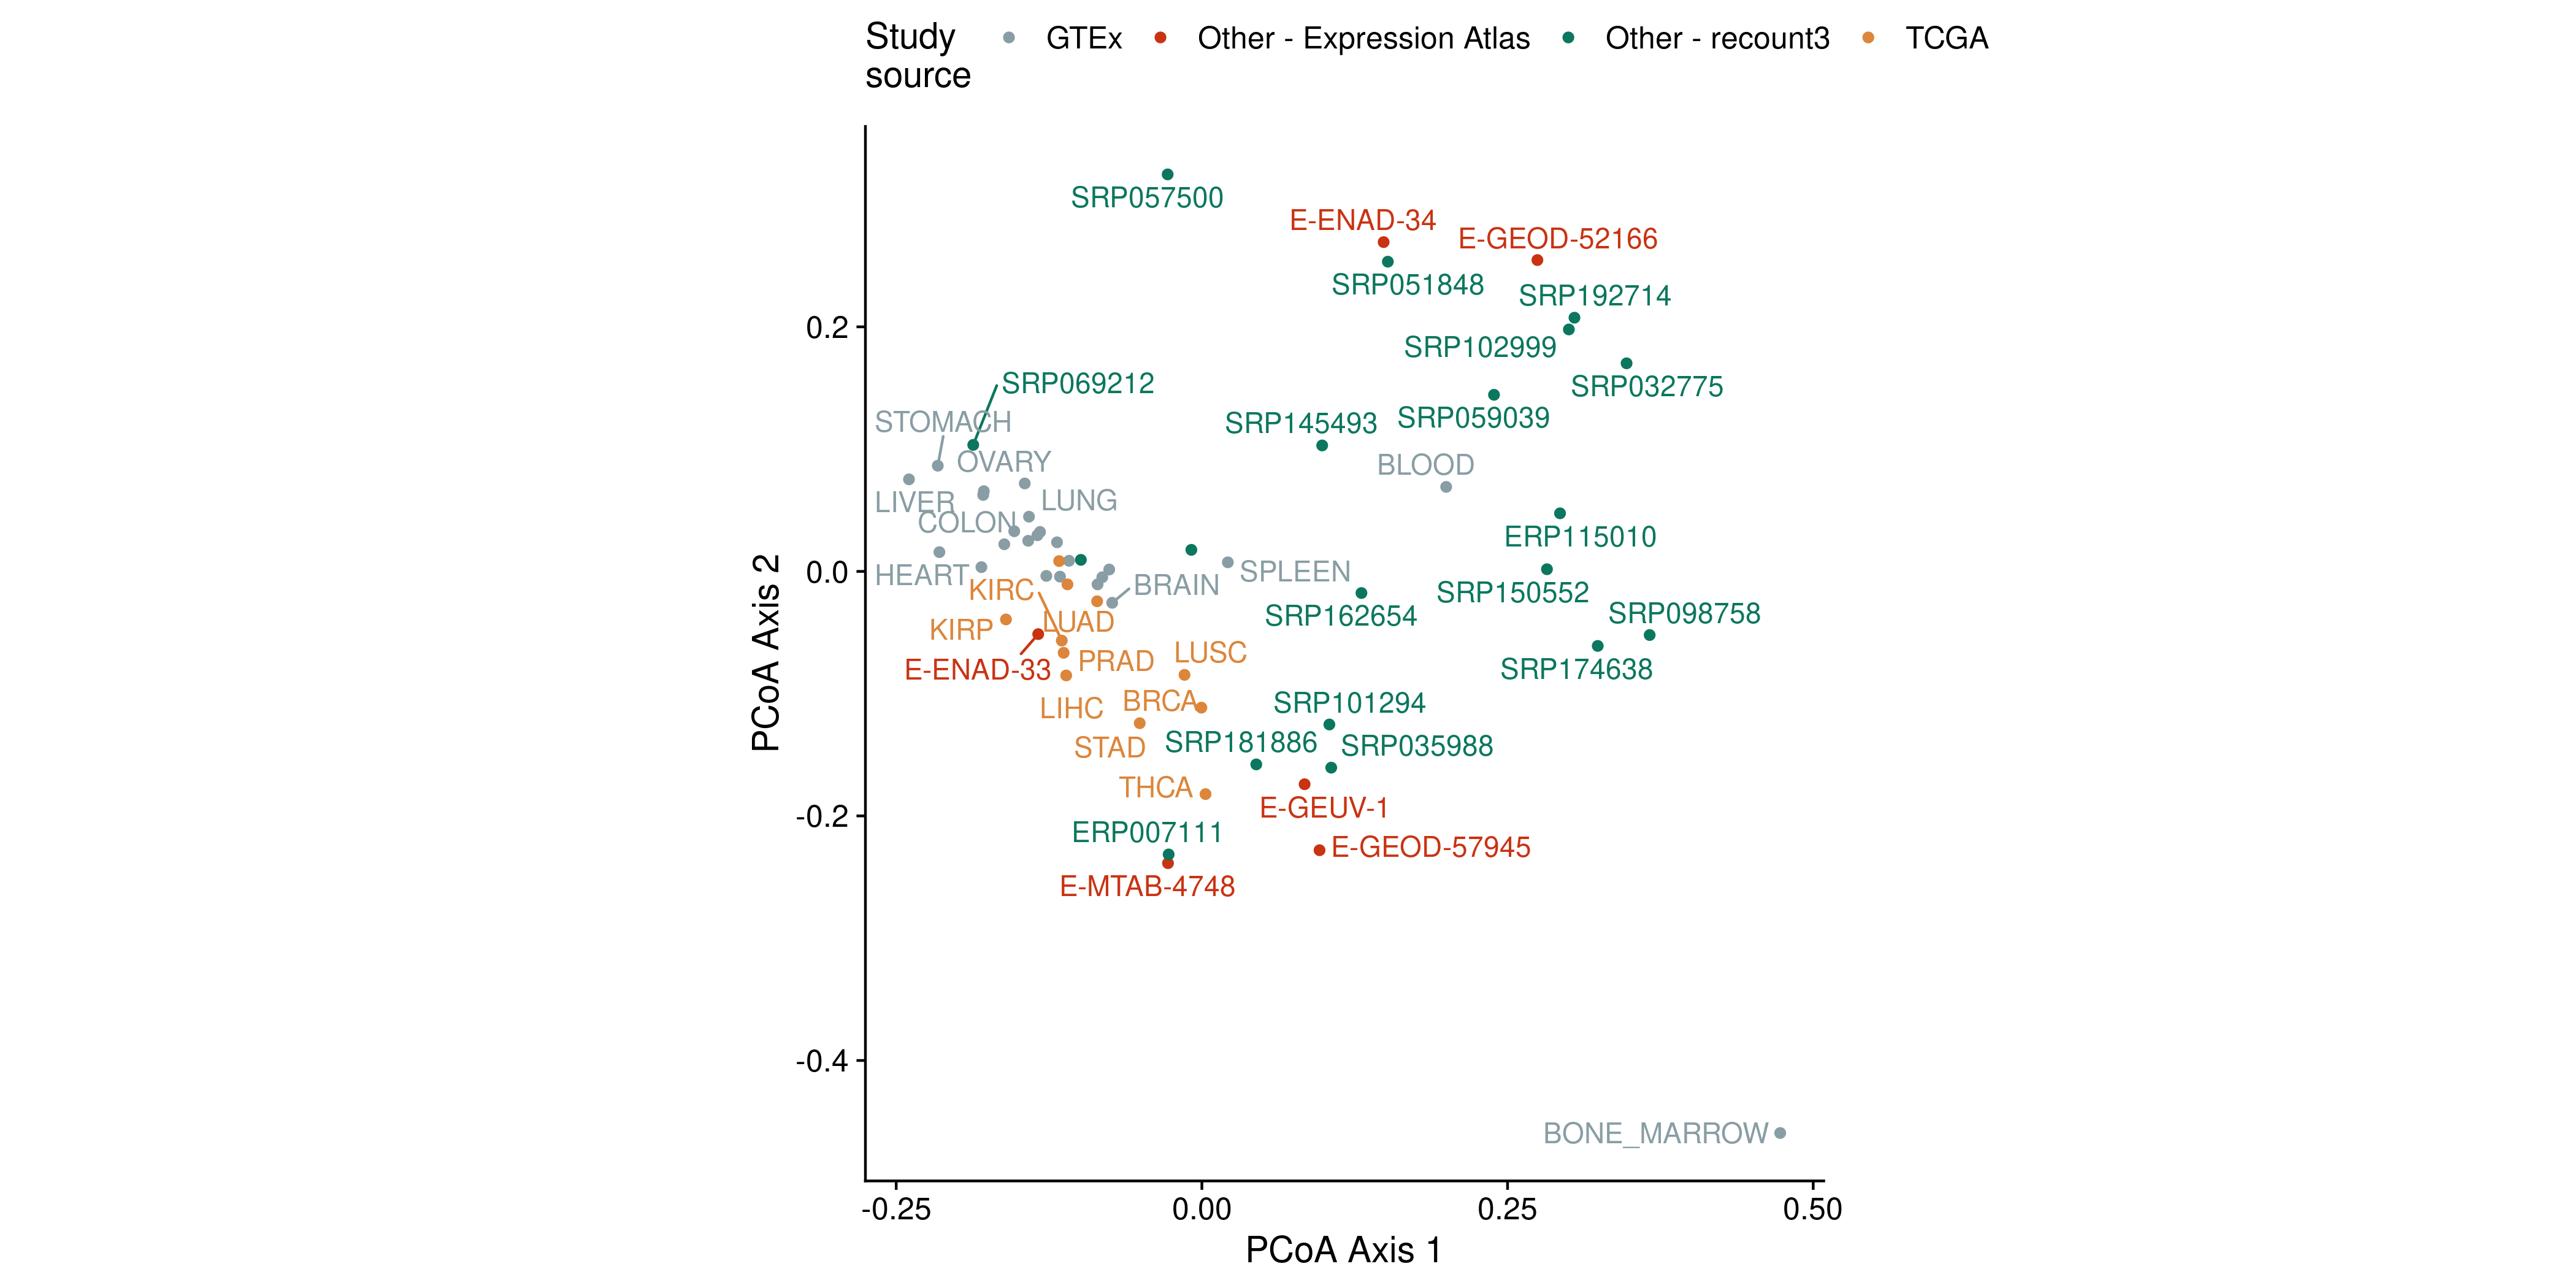 Study
source
GTEx
Other - Expression Atlas
Other - recount3
TCGA
SRP057500
E-ENAD-34
E-GEOD-52166
SRP051848
SRP192714
0.2
SRP102999
SRP069212
SRP032775
STOMACH
SRP145493
SRP059039
OVARY
BLOOD
LIVER
LUNG
COLON
ERP115010
0.0
HEART
SPLEEN
BRAIN
KIRC
SRP150552
SRP162654
SRP098758
KIRP
LUAD
LUSC
E-ENAD-33
PRAD
SRP174638
LIHC
BRCA
SRP101294
STAD
SRP181886
SRP035988
THCA
E-GEUV-1
-0.2
ERP007111
E-GEOD-57945
E-MTAB-4748
-0.4
BONE_MARROW
-0.25
0.00
0.25
0.50
PCoA Axis 1
PCoA Axis 2